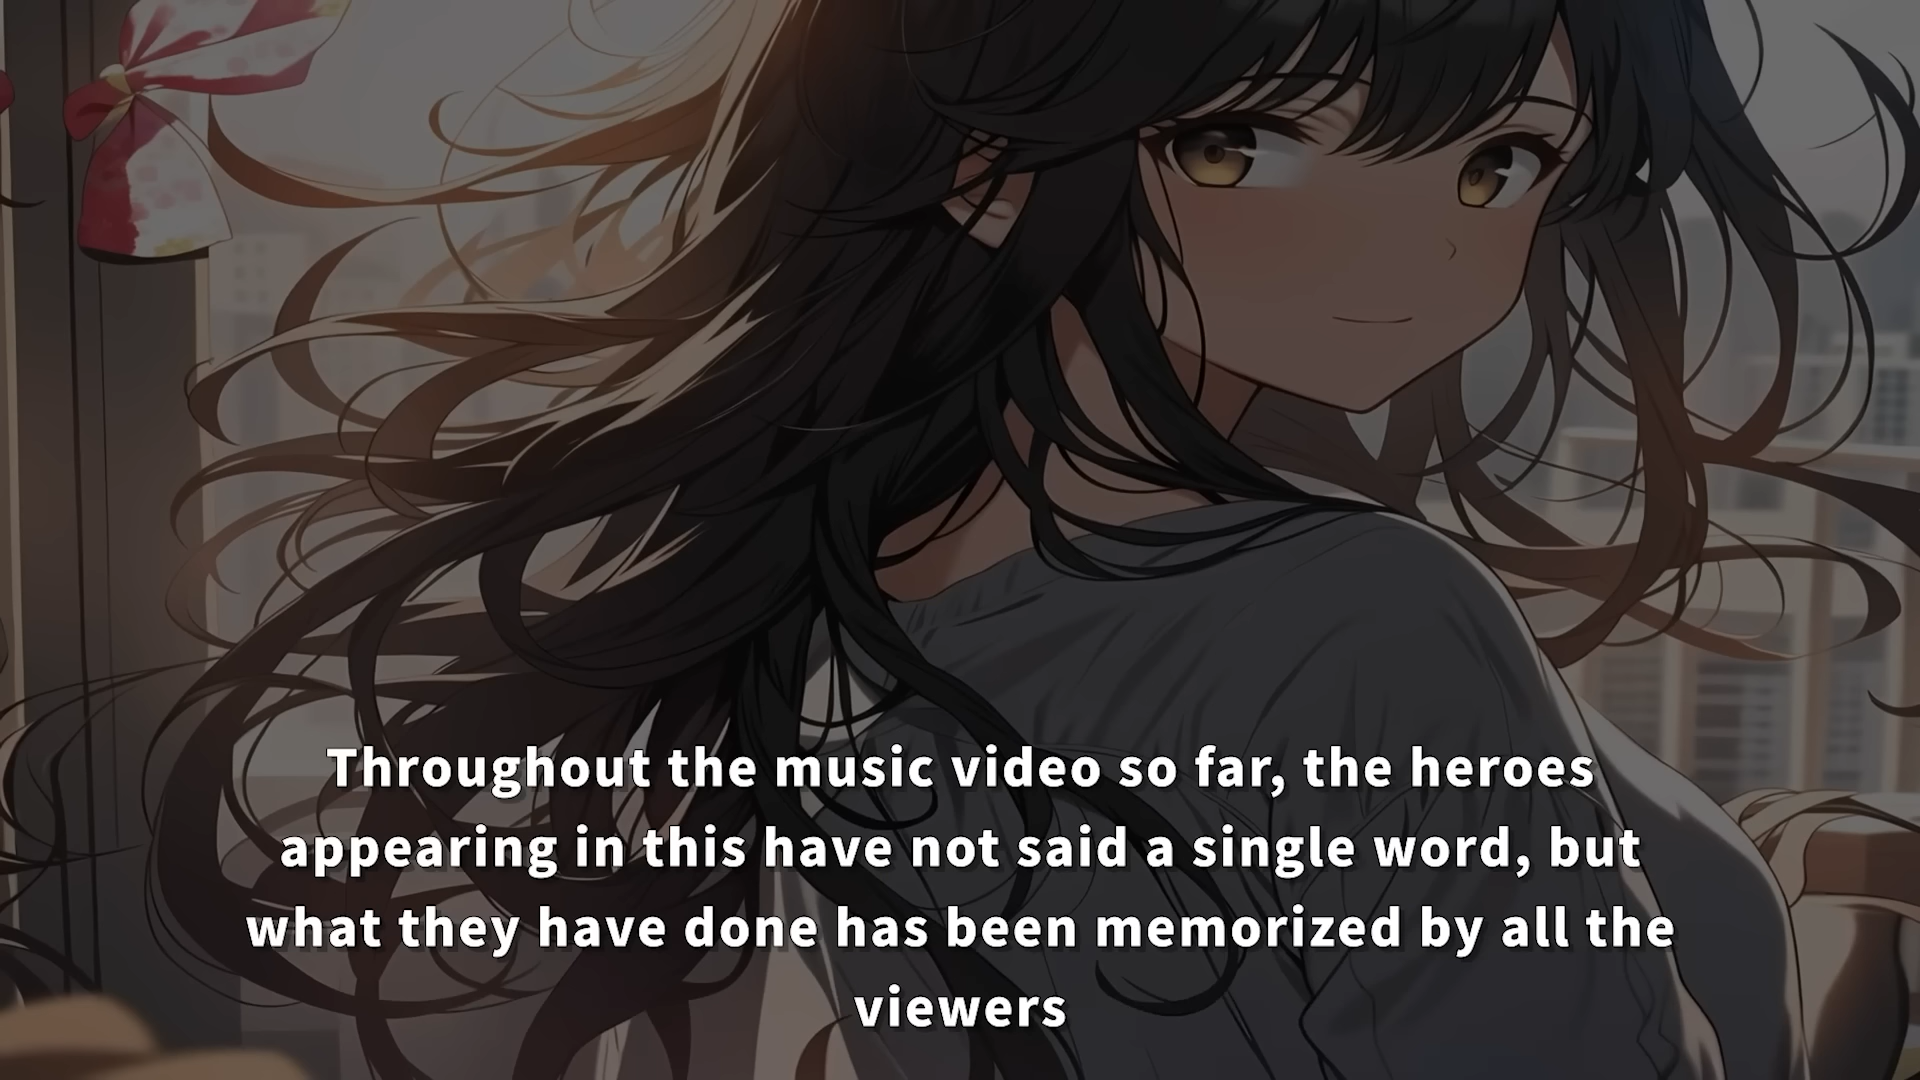 Throughout the music video so far, the heroes
appearing in this have not said a single word, but
what they have done has been memorized by all the
viewers